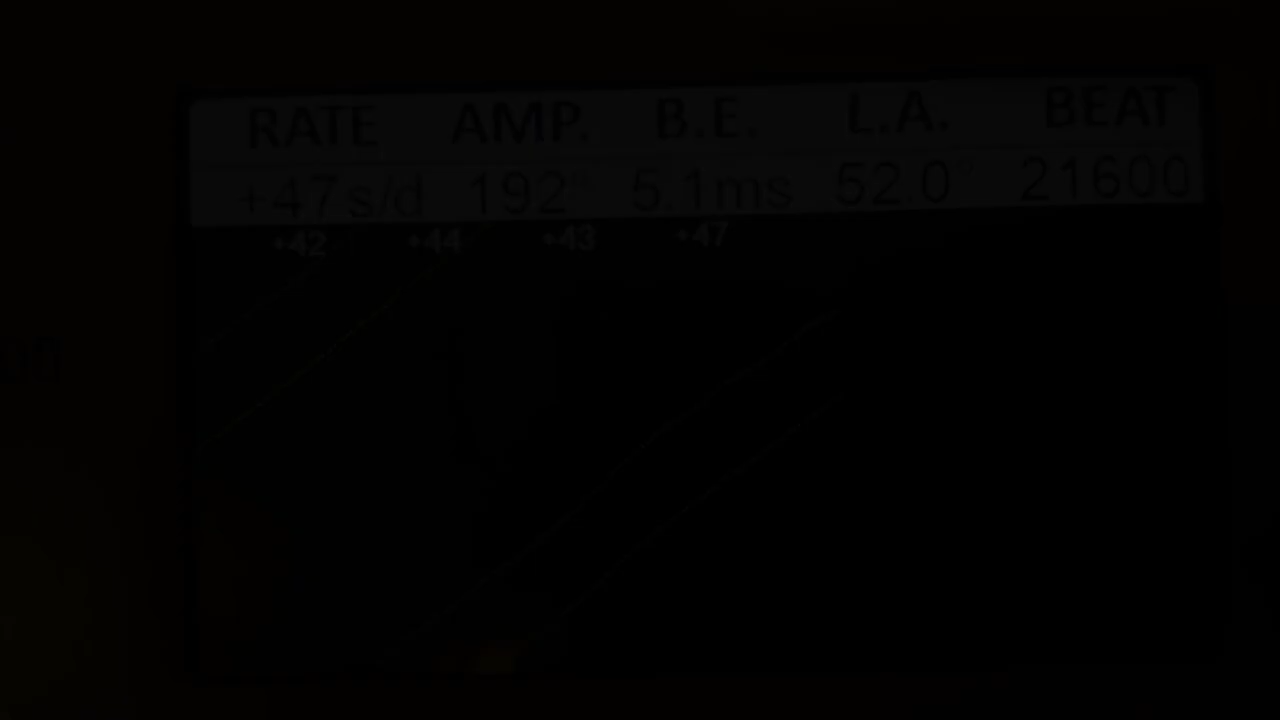 RATE AMP. B.E. L.A. BEAT
+47 s/d 192° 5.1ms 52.0° 21600
+42 +44 +43 +47